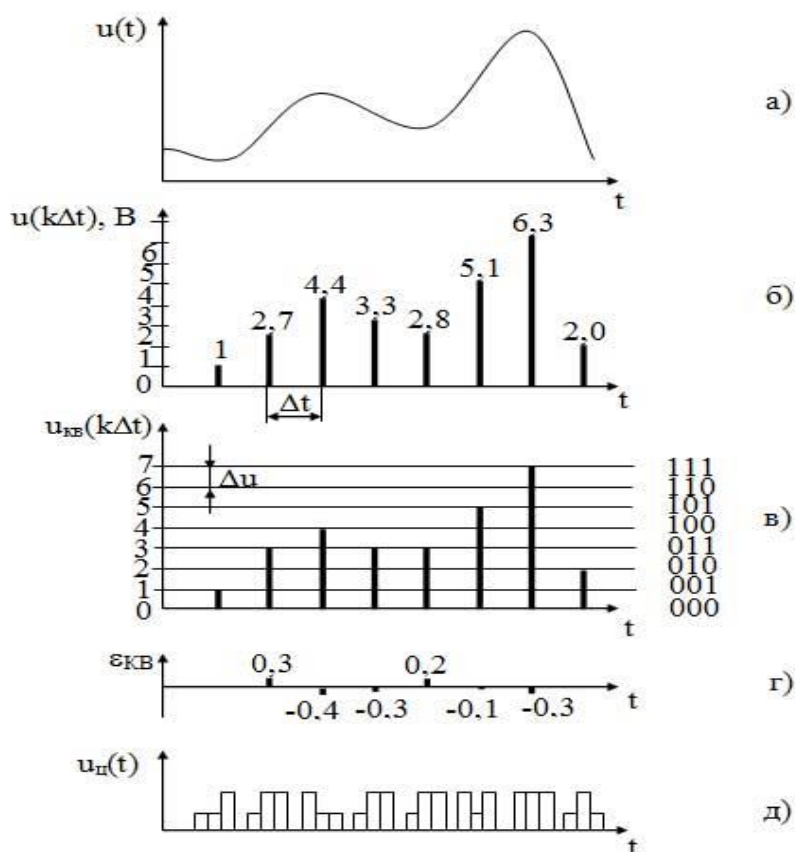 u(t)
а)
t
u(kΔt), В
6
5
4
3
2
1
0
1
2,7
4,4
3,3
2,8
5,1
6,3
2,0
б)
Δt
t
uкв(kΔt)
7
6
5
4
3
2
1
0
Δu
111
110
101
100
011
010
001
000
в)
t
εКВ
0,3
-0,4
-0,3
0,2
-0,1
-0,3
t
г)
uц(t)
t
д)